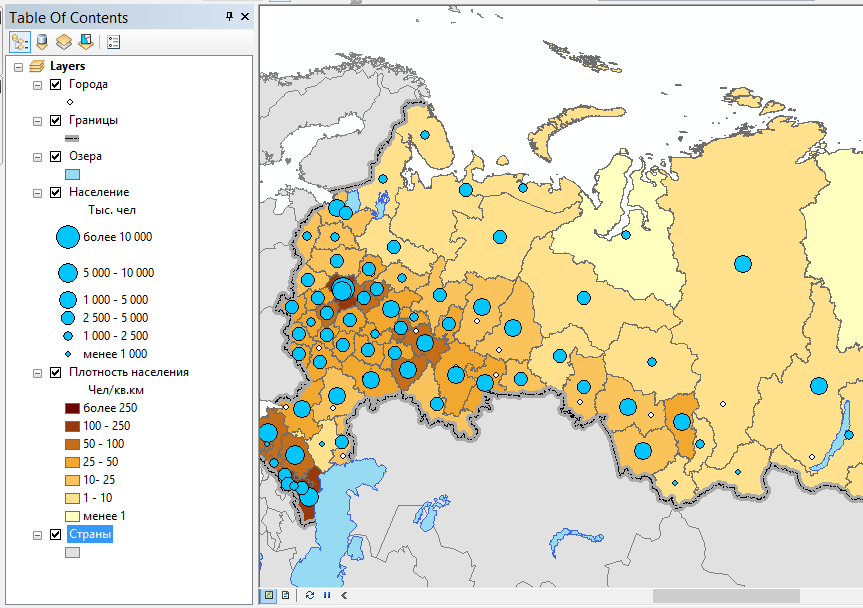 Table Of Contents
Layers
Города
Границы
Озера
Население
Тыс. чел
более 10 000
5 000 - 10 000
1 000 - 5 000
2 500 - 5 000
1 000 - 2 500
менее 1 000
Плотность населения
Чел/кв.км
более 250
100 - 250
50 - 100
25 - 50
10- 25
1 - 10
менее 1
Страны